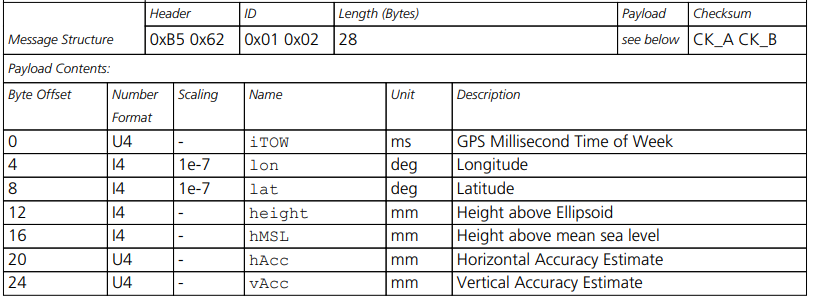 Header ID Length (Bytes) Payload Checksum
Message Structure 0xB5 0x62 0x01 0x02 28 see below CK_A CK_B
Payload Contents:
Byte Offset Number Format Scaling Name Unit Description
0 U4 - iTOW ms GPS Millisecond Time of Week
4 I4 1e-7 lon deg Longitude
8 I4 1e-7 lat deg Latitude
12 I4 - height mm Height above Ellipsoid
16 I4 - hMSL mm Height above mean sea level
20 U4 - hAcc mm Horizontal Accuracy Estimate
24 U4 - vAcc mm Vertical Accuracy Estimate